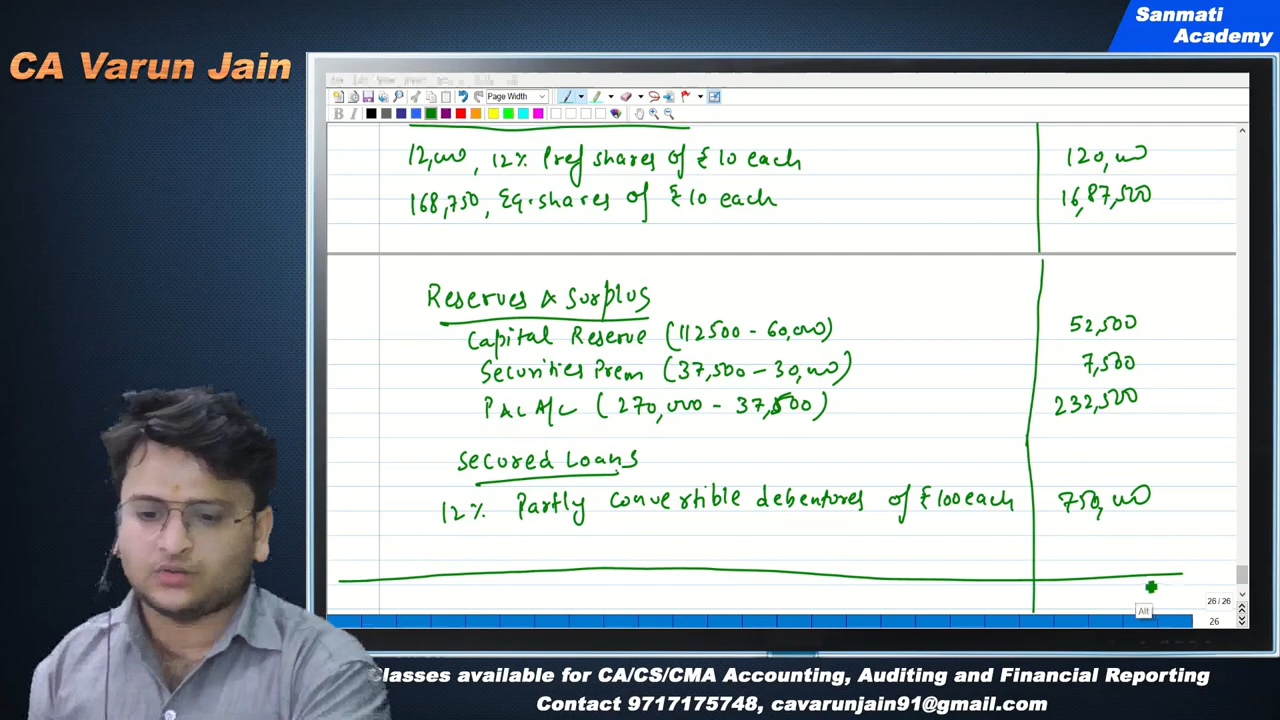 Sanmati
Academy
CA Varun Jain
Page Width
B I
12,000, 12% Pref shares of ₹10 each 120,000
168,750, Eq. shares of ₹10 each 16,87,500
Reserves & Surplus
Capital Reserve (112500 - 60,000) 52,500
Securities Prem (37,500 - 30,000) 7,500
P&L A/c (270,000 - 37,500) 232,500
Secured Loans
12% Partly convertible debentures of ₹100 each 750,000
Alt
26/26
26
Classes available for CA/CS/CMA Accounting, Auditing and Financial Reporting
Contact 9717175748, cavarunjain91@gmail.com